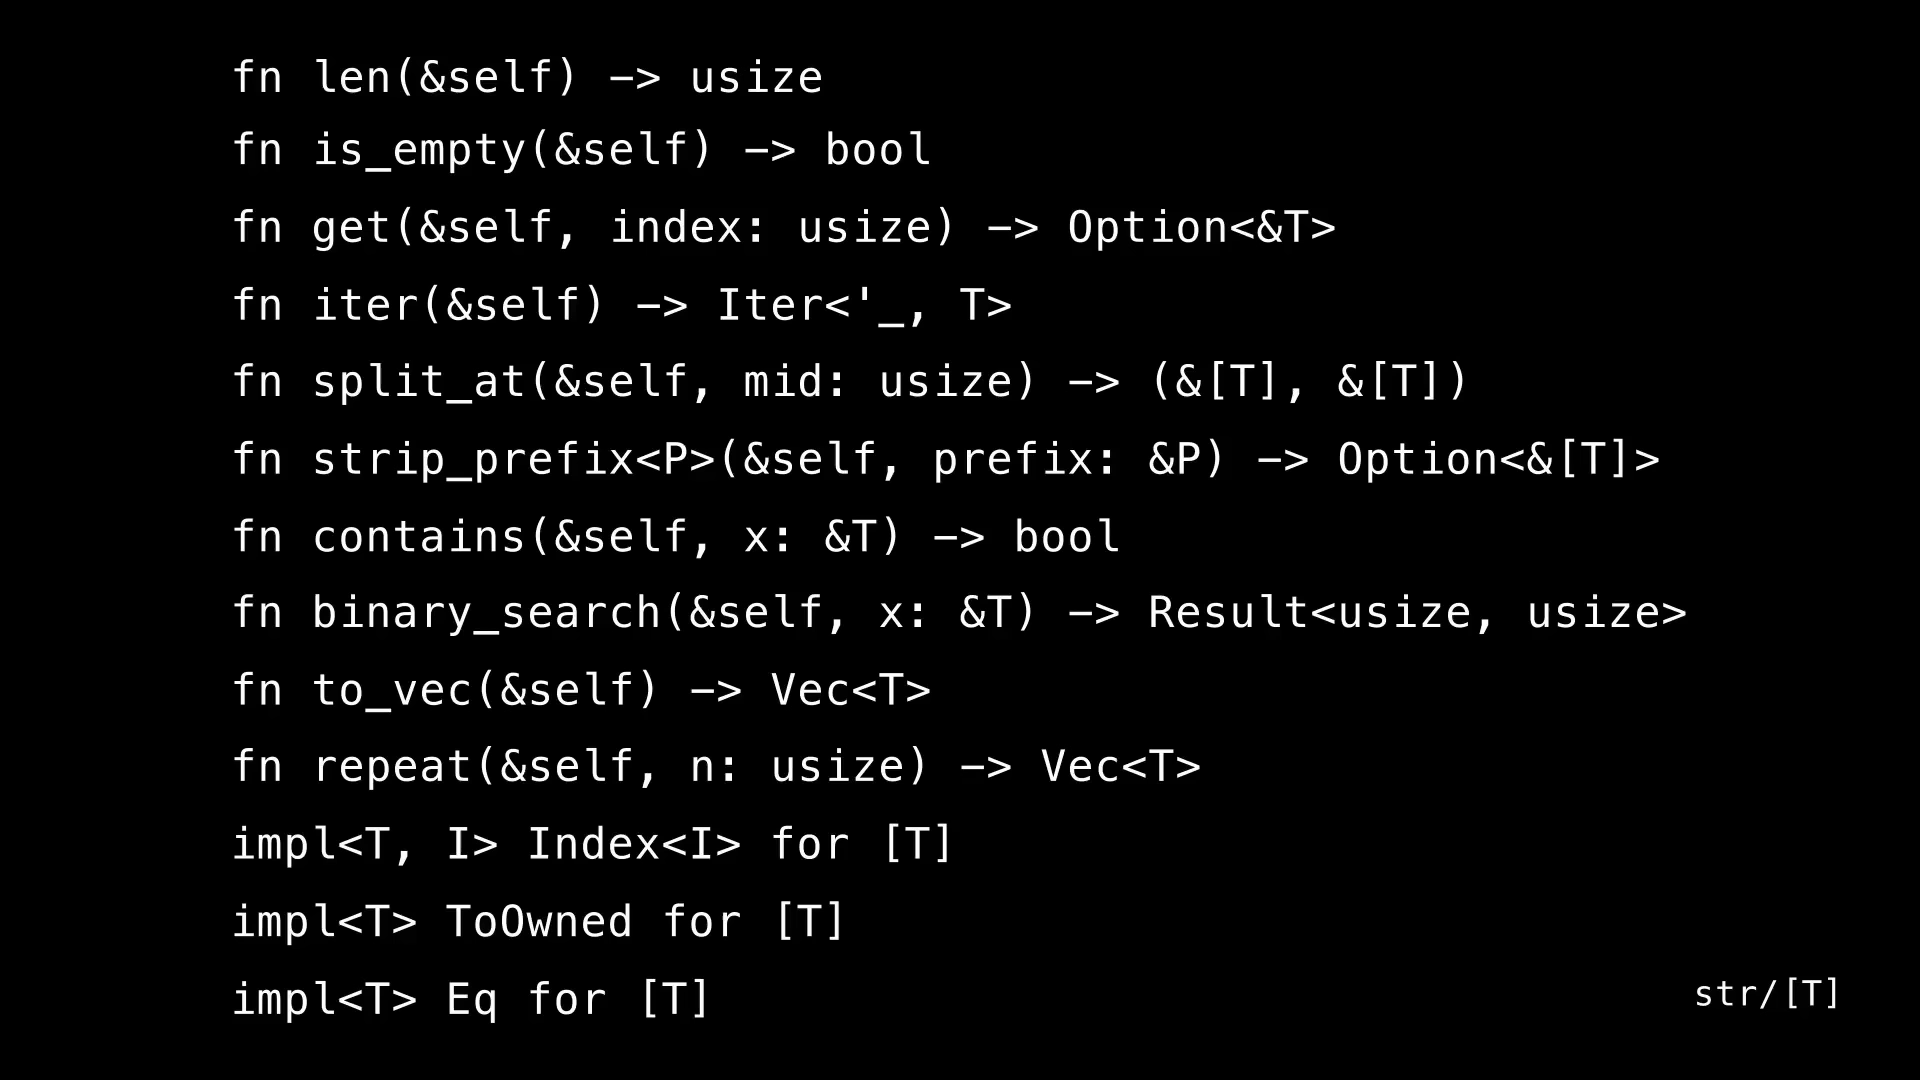 fn len(&self) -> usize
fn is_empty(&self) -> bool
fn get(&self, index: usize) -> Option<&T>
fn iter(&self) -> Iter<'_, T>
fn split_at(&self, mid: usize) -> (&[T], &[T])
fn strip_prefix<P>(&self, prefix: &P) -> Option<&[T]>
fn contains(&self, x: &T) -> bool
fn binary_search(&self, x: &T) -> Result<usize, usize>
fn to_vec(&self) -> Vec<T>
fn repeat(&self, n: usize) -> Vec<T>
impl<T, I> Index<I> for [T]
impl<T> ToOwned for [T]
impl<T> Eq for [T]
str/[T]